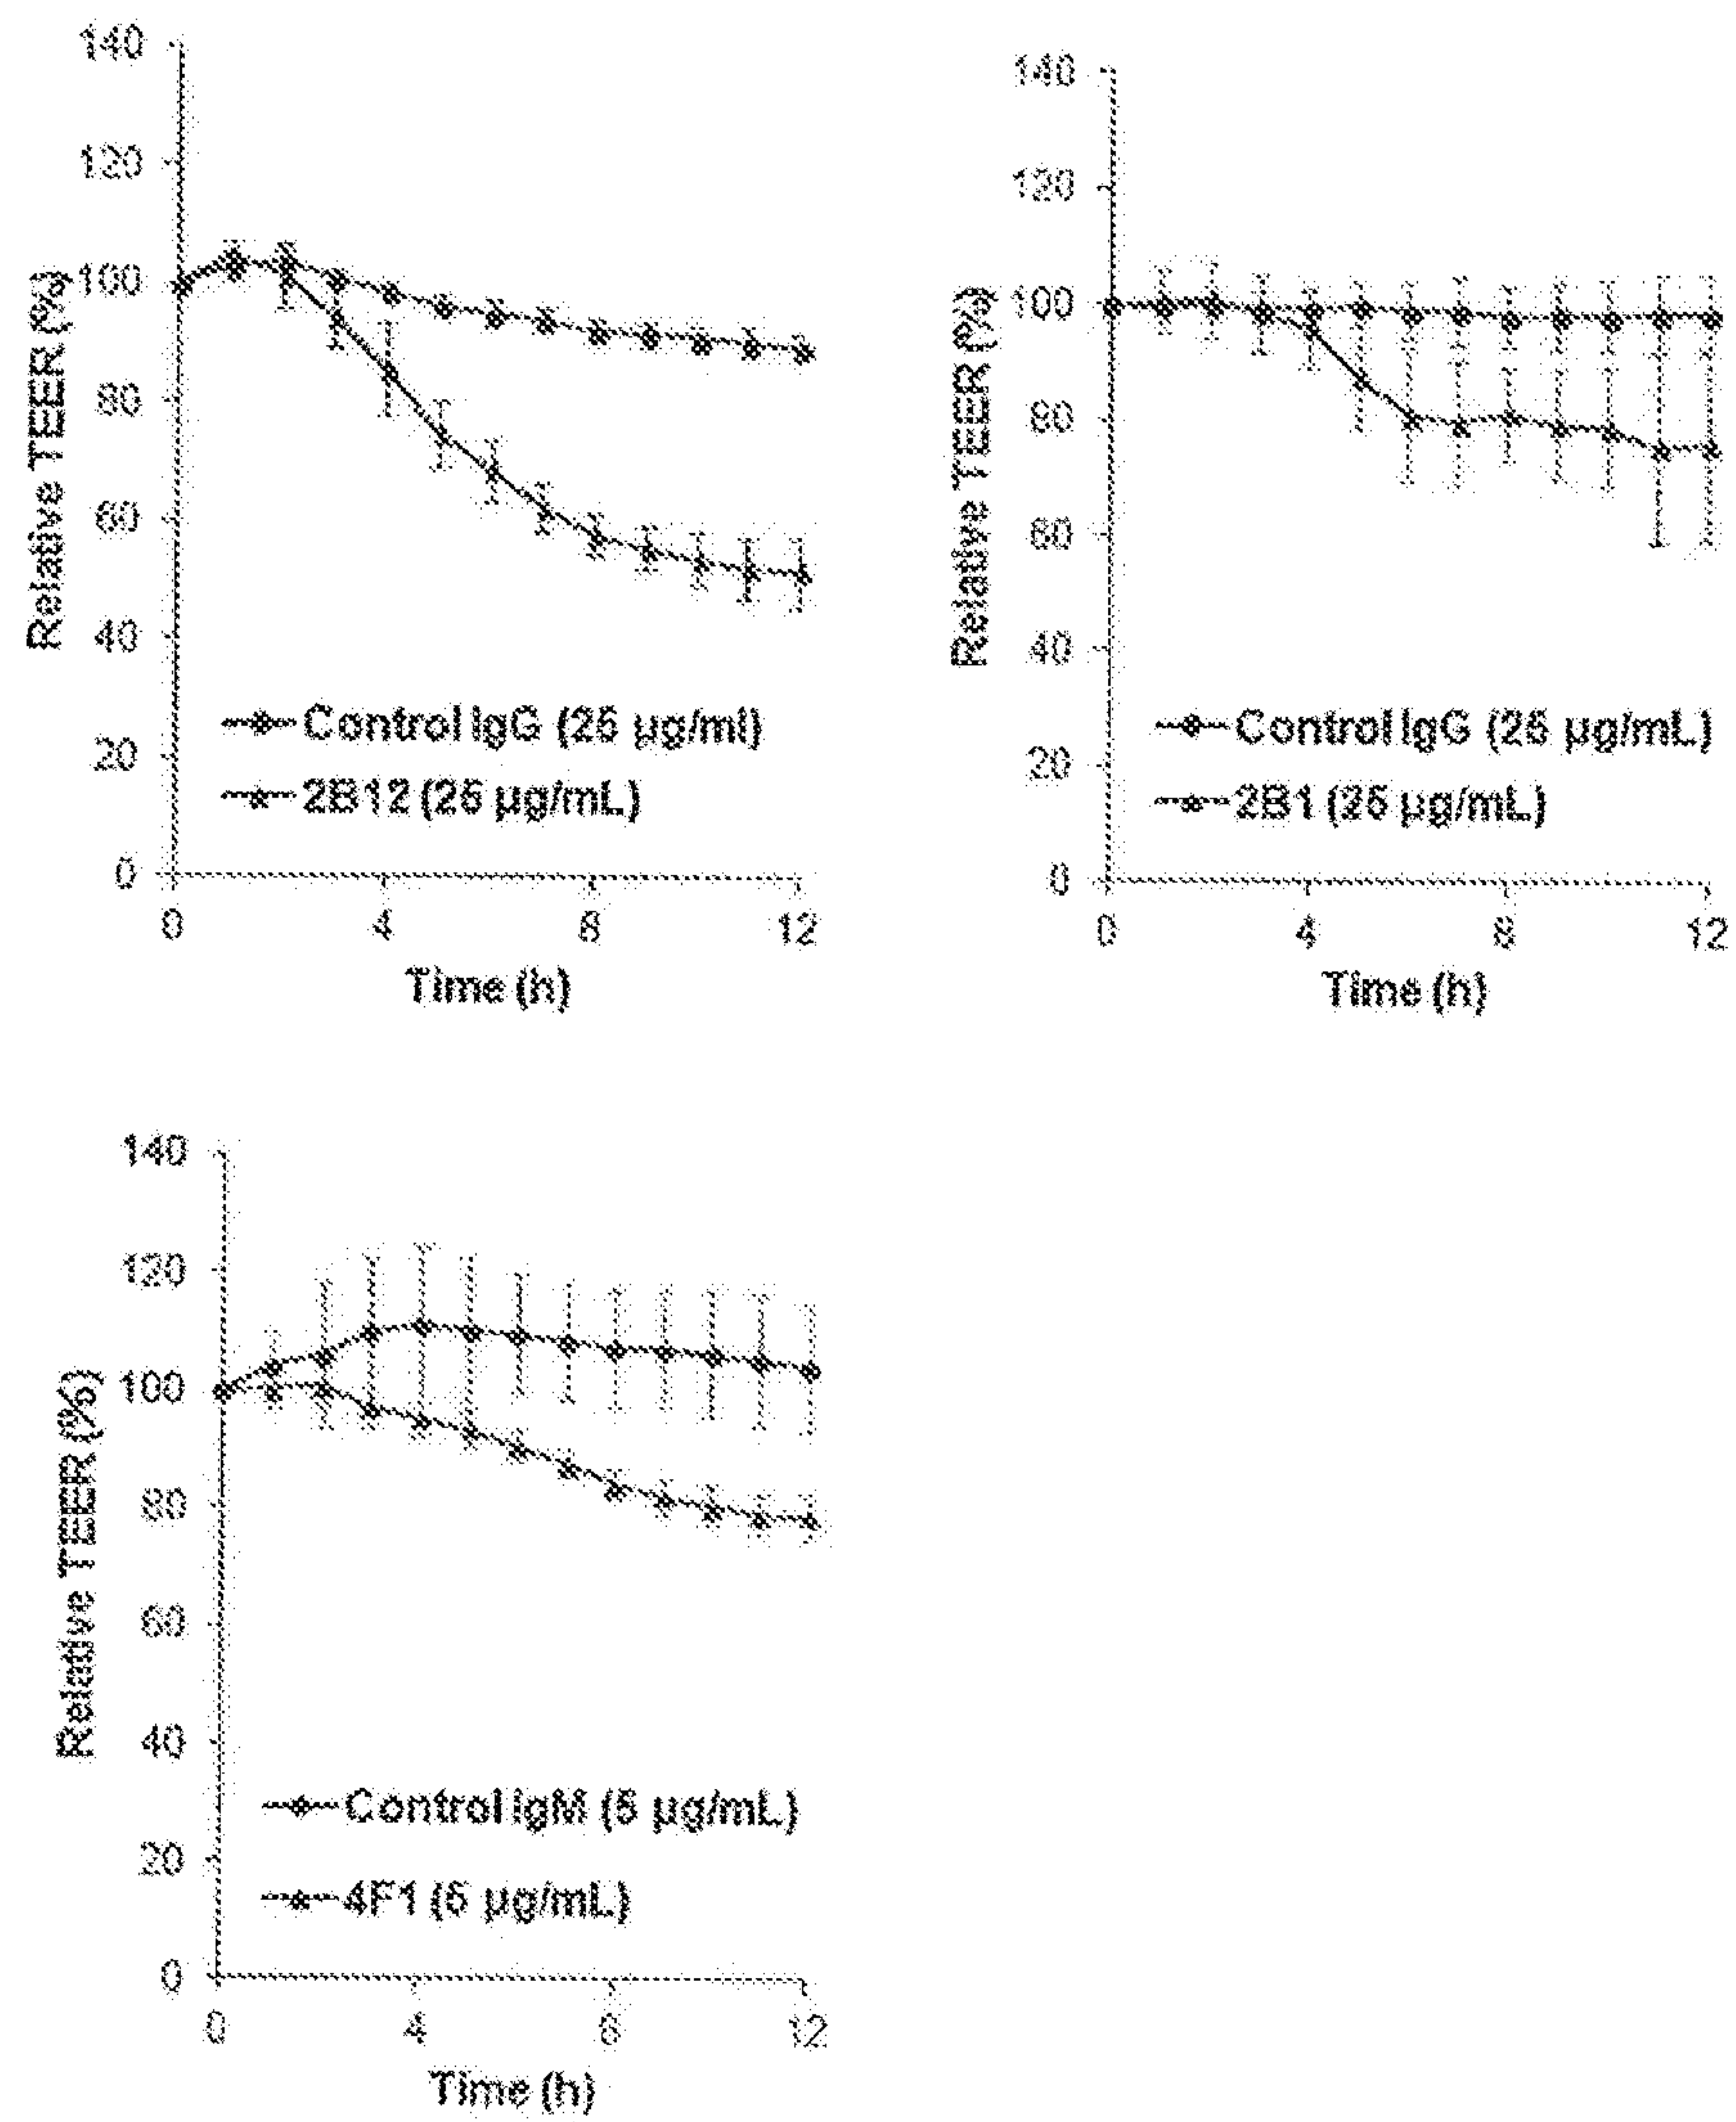 140
120
100
80
60
40
20
0
Relative TEER (%)
Control IgG (25 µg/ml)
2B12 (25 µg/mL)
0 4 8 12
Time (h)
140
120
100
80
60
40
20
0
Relative TEER (%)
Control IgG (25 µg/mL)
2B1 (25 µg/mL)
0 4 8 12
Time (h)
140
120
100
80
60
40
20
0
Relative TEER (%)
Control IgM (5 µg/mL)
4F1 (5 µg/mL)
0 4 8 12
Time (h)